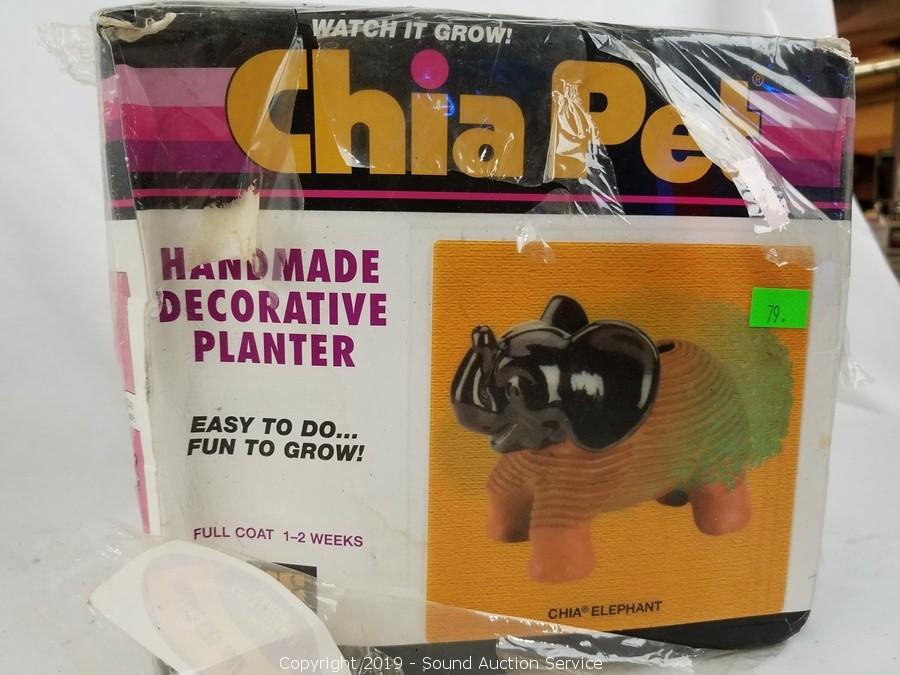 WATCH IT GROW!
Chia Pet®
HANDMADE
DECORATIVE
PLANTER
79.
EASY TO DO...
FUN TO GROW!
FULL COAT 1-2 WEEKS
CHIA® ELEPHANT
Copyright 2019 - Sound Auction Service